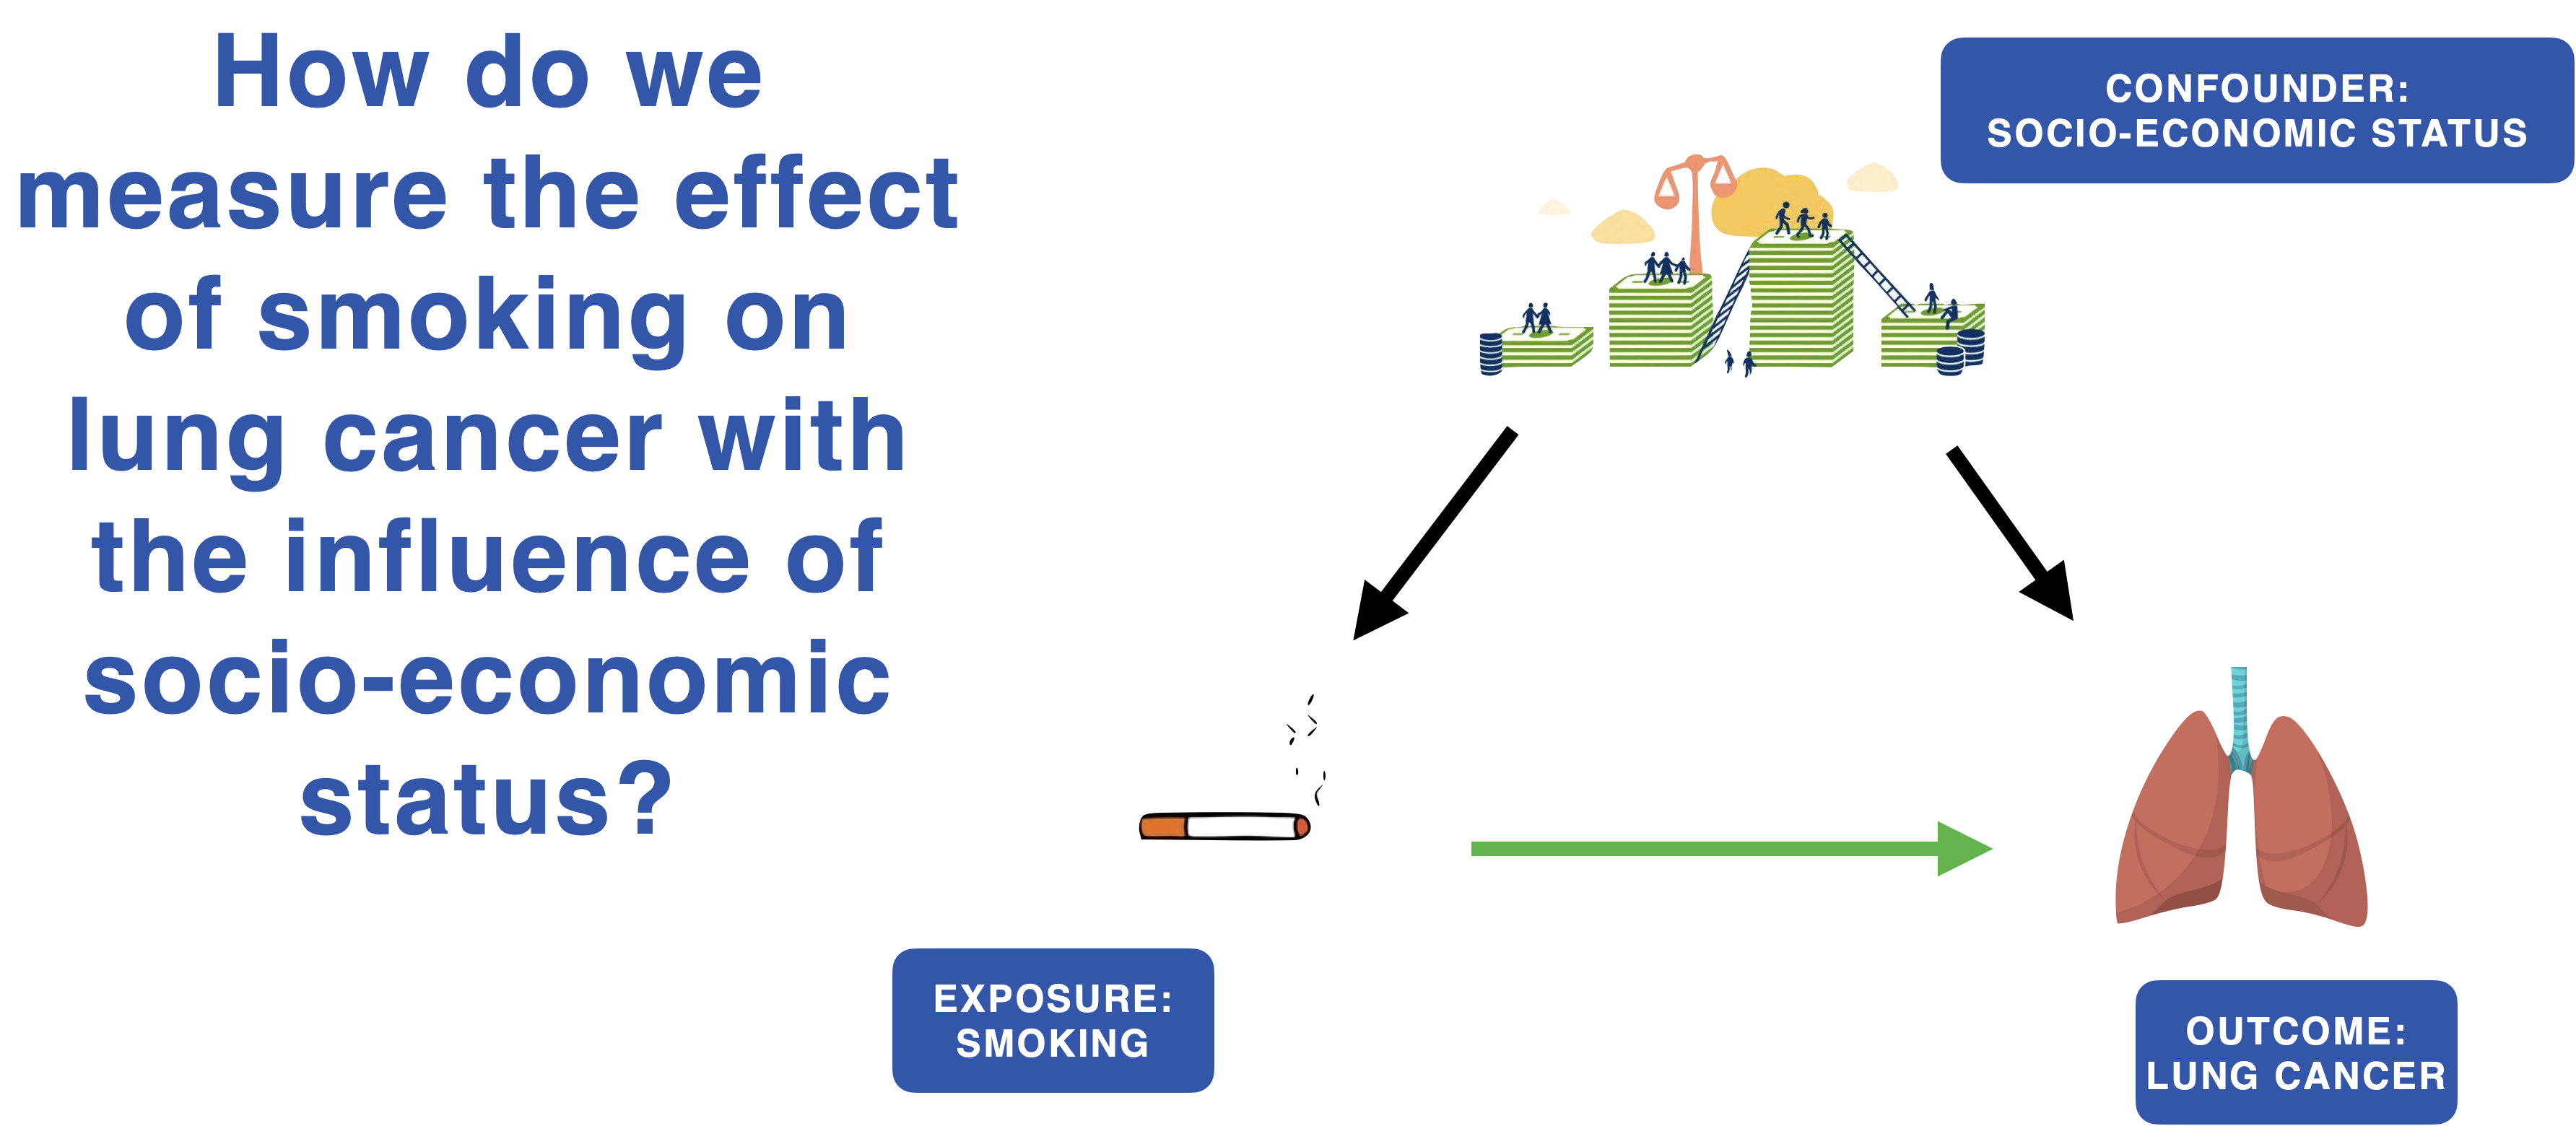 How do we
measure the effect
of smoking on
lung cancer with
the influence of
socio-economic
status?
CONFOUNDER:
SOCIO-ECONOMIC STATUS
EXPOSURE:
SMOKING
OUTCOME:
LUNG CANCER